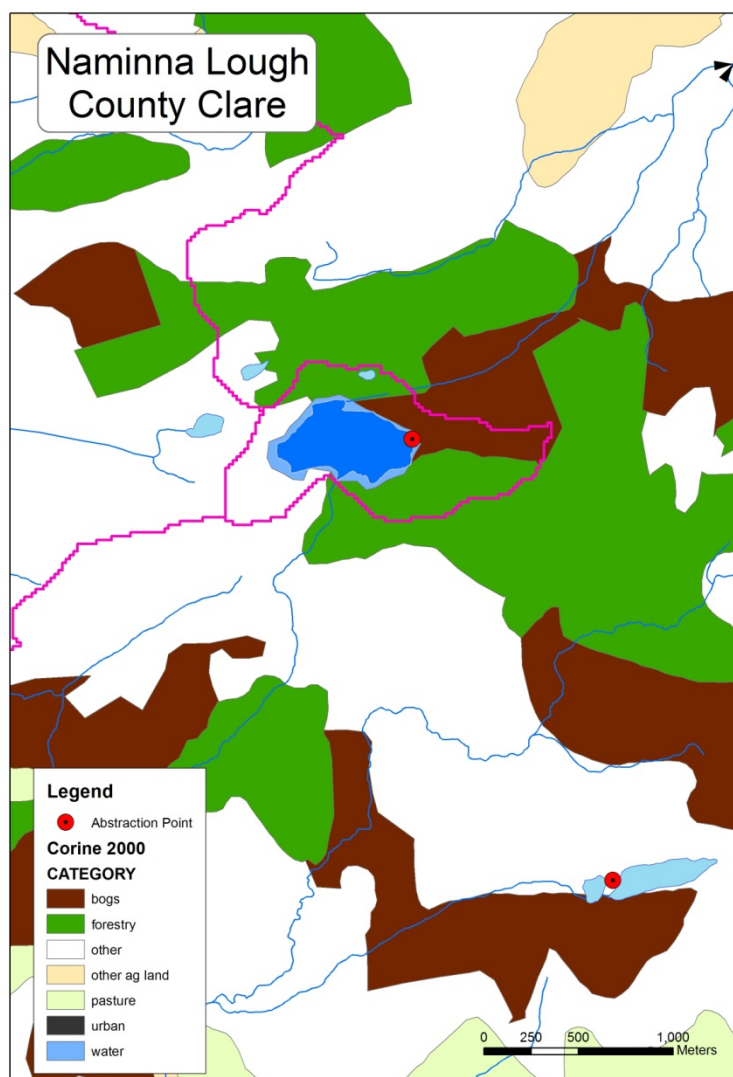 Naminna Lough
County Clare
Legend
Abstraction Point
Corine 2000
CATEGORY
bogs
forestry
other
other ag land
pasture
urban
water
0 250 500 1,000
Meters